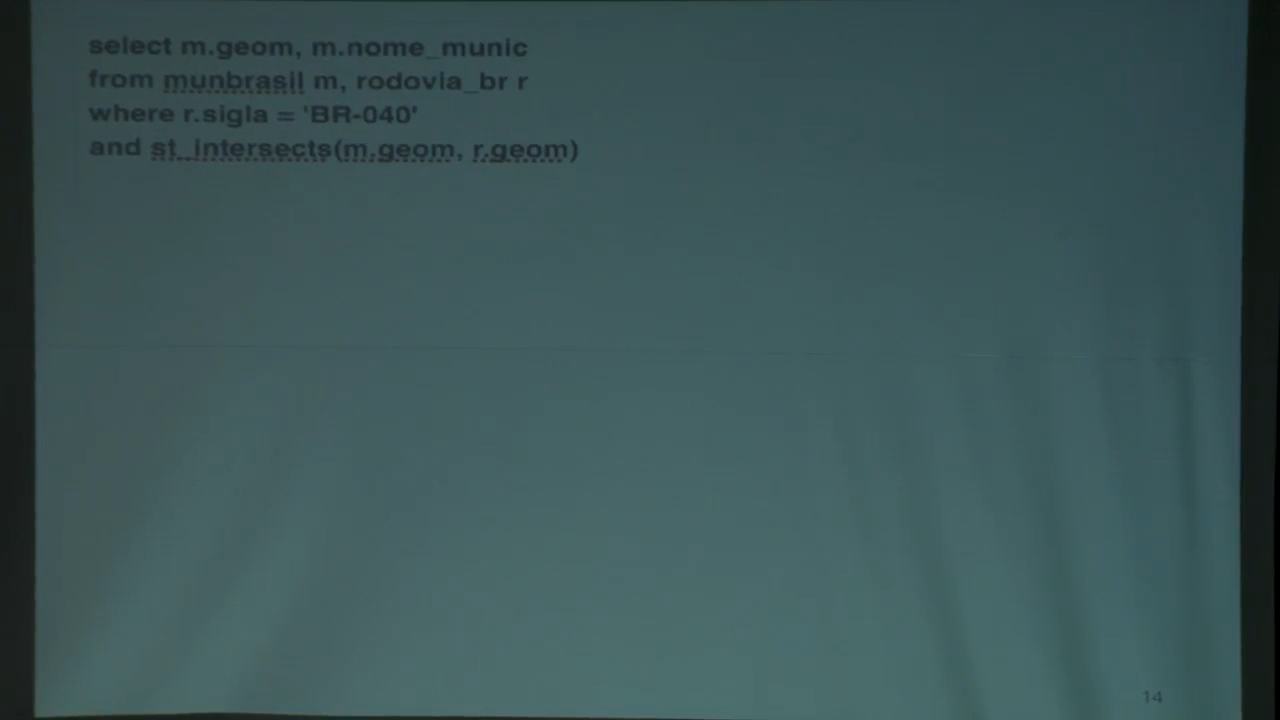 select m.geom, m.nome_munic
from munbrasil m, rodovia_br r
where r.sigla = 'BR-040'
and st_intersects(m.geom, r.geom)
14